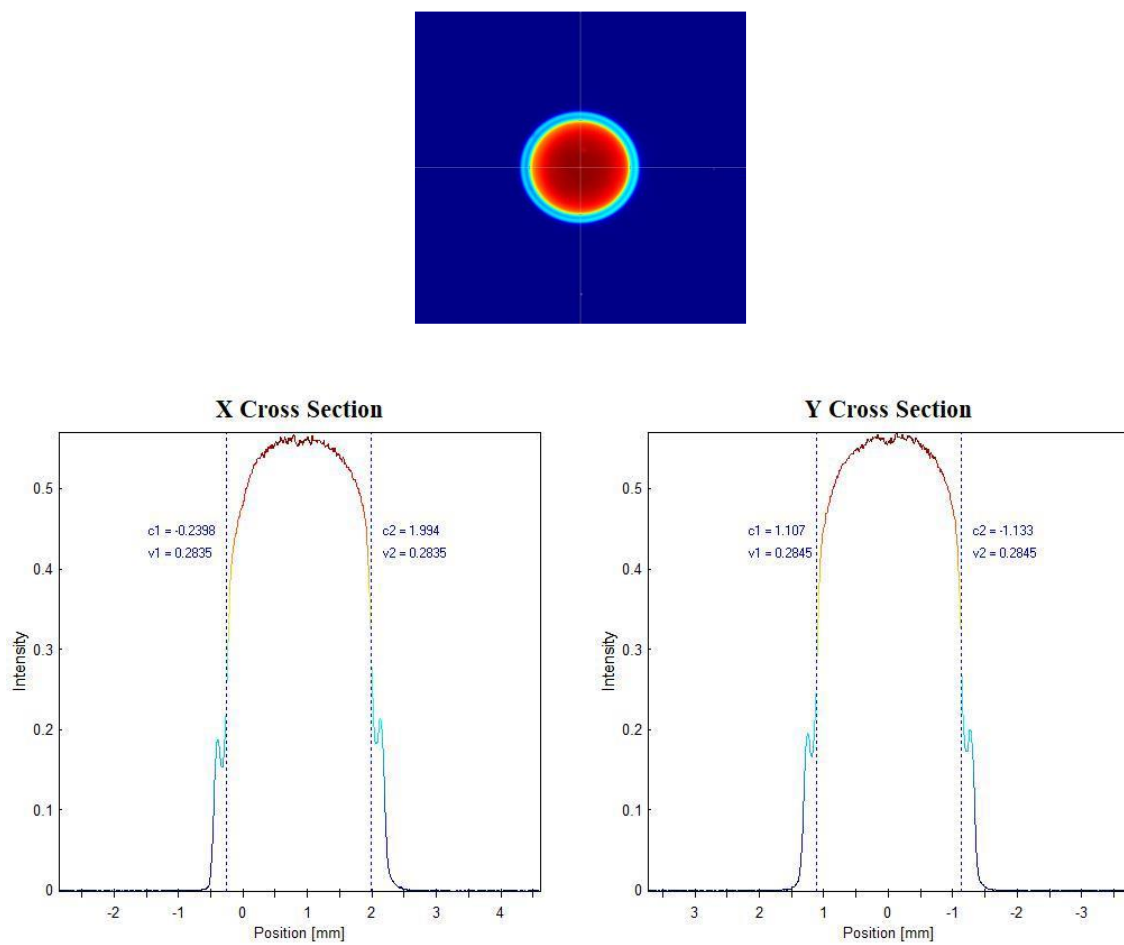 X Cross Section
Y Cross Section
0.5
0.4
0.3
0.2
0.1
0
Intensity
c1 = -0.2398
v1 = 0.2835
c2 = 1.994
v2 = 0.2835
-2
-1
0
1
2
3
4
Position [mm]
0.5
0.4
0.3
0.2
0.1
0
Intensity
c1 = 1.107
v1 = 0.2845
c2 = -1.133
v2 = 0.2845
3
2
1
0
-1
-2
-3
Position [mm]